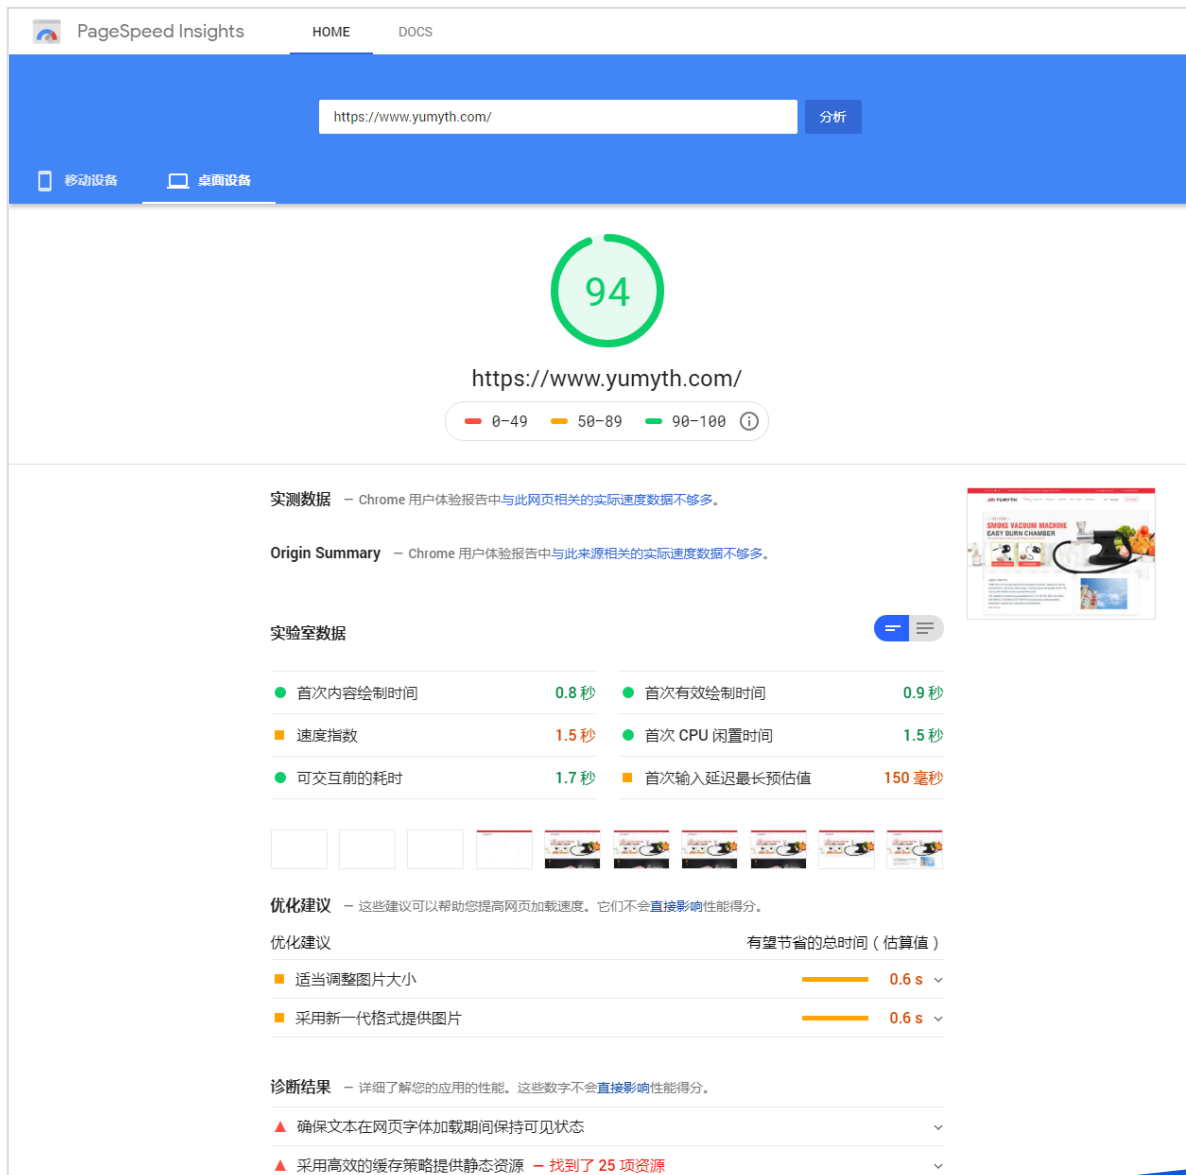 PageSpeed Insights HOME DOCS
https://www.yumyth.com/ 分析
移动设备 桌面设备
94
https://www.yumyth.com/
0–49 50–89 90–100
实测数据 — Chrome 用户体验报告中与此网页相关的实际速度数据不够多。
Origin Summary — Chrome 用户体验报告中与此来源相关的实际速度数据不够多。
SMOKE VACUUM MACHINE
EASY BURN CHAMBER
实验室数据
首次内容绘制时间 0.8 秒 首次有效绘制时间 0.9 秒
速度指数 1.5 秒 首次 CPU 闲置时间 1.5 秒
可交互前的耗时 1.7 秒 首次输入延迟最长预估值 150 毫秒
优化建议 — 这些建议可以帮助您提高网页加载速度。它们不会直接影响性能得分。
优化建议 有望节省的总时间（估算值）
适当调整图片大小 0.6 s
采用新一代格式提供图片 0.6 s
诊断结果 — 详细了解您的应用的性能。这些数字不会直接影响性能得分。
确保文本在网页字体加载期间保持可见状态
采用高效的缓存策略提供静态资源 — 找到了 25 项资源